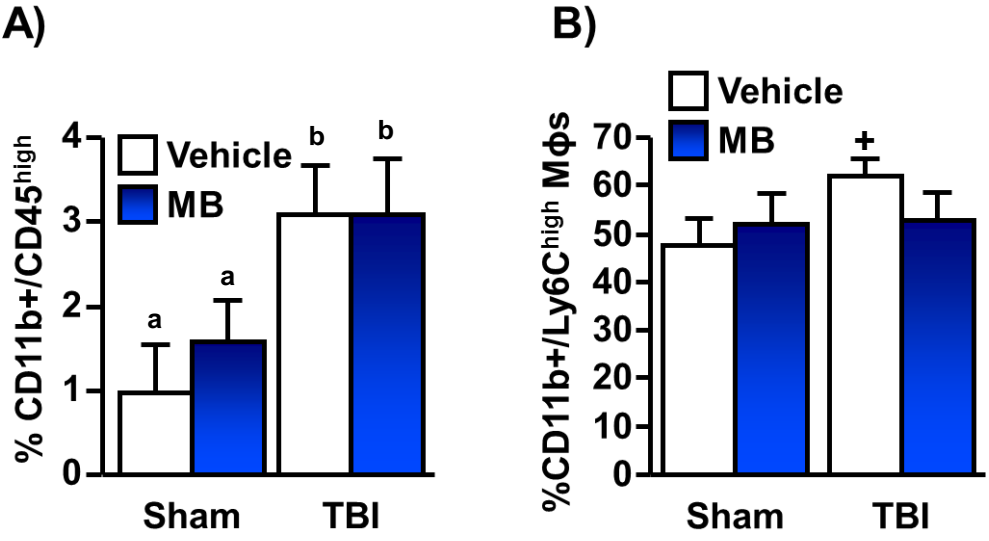 A)
% CD11b+/CD45high
4
3
2
1
0
Vehicle
MB
a
a
b
b
Sham
TBI
B)
%CD11b+/Ly6Chigh Mϕs
70
60
50
40
30
20
10
0
Vehicle
MB
+
Sham
TBI